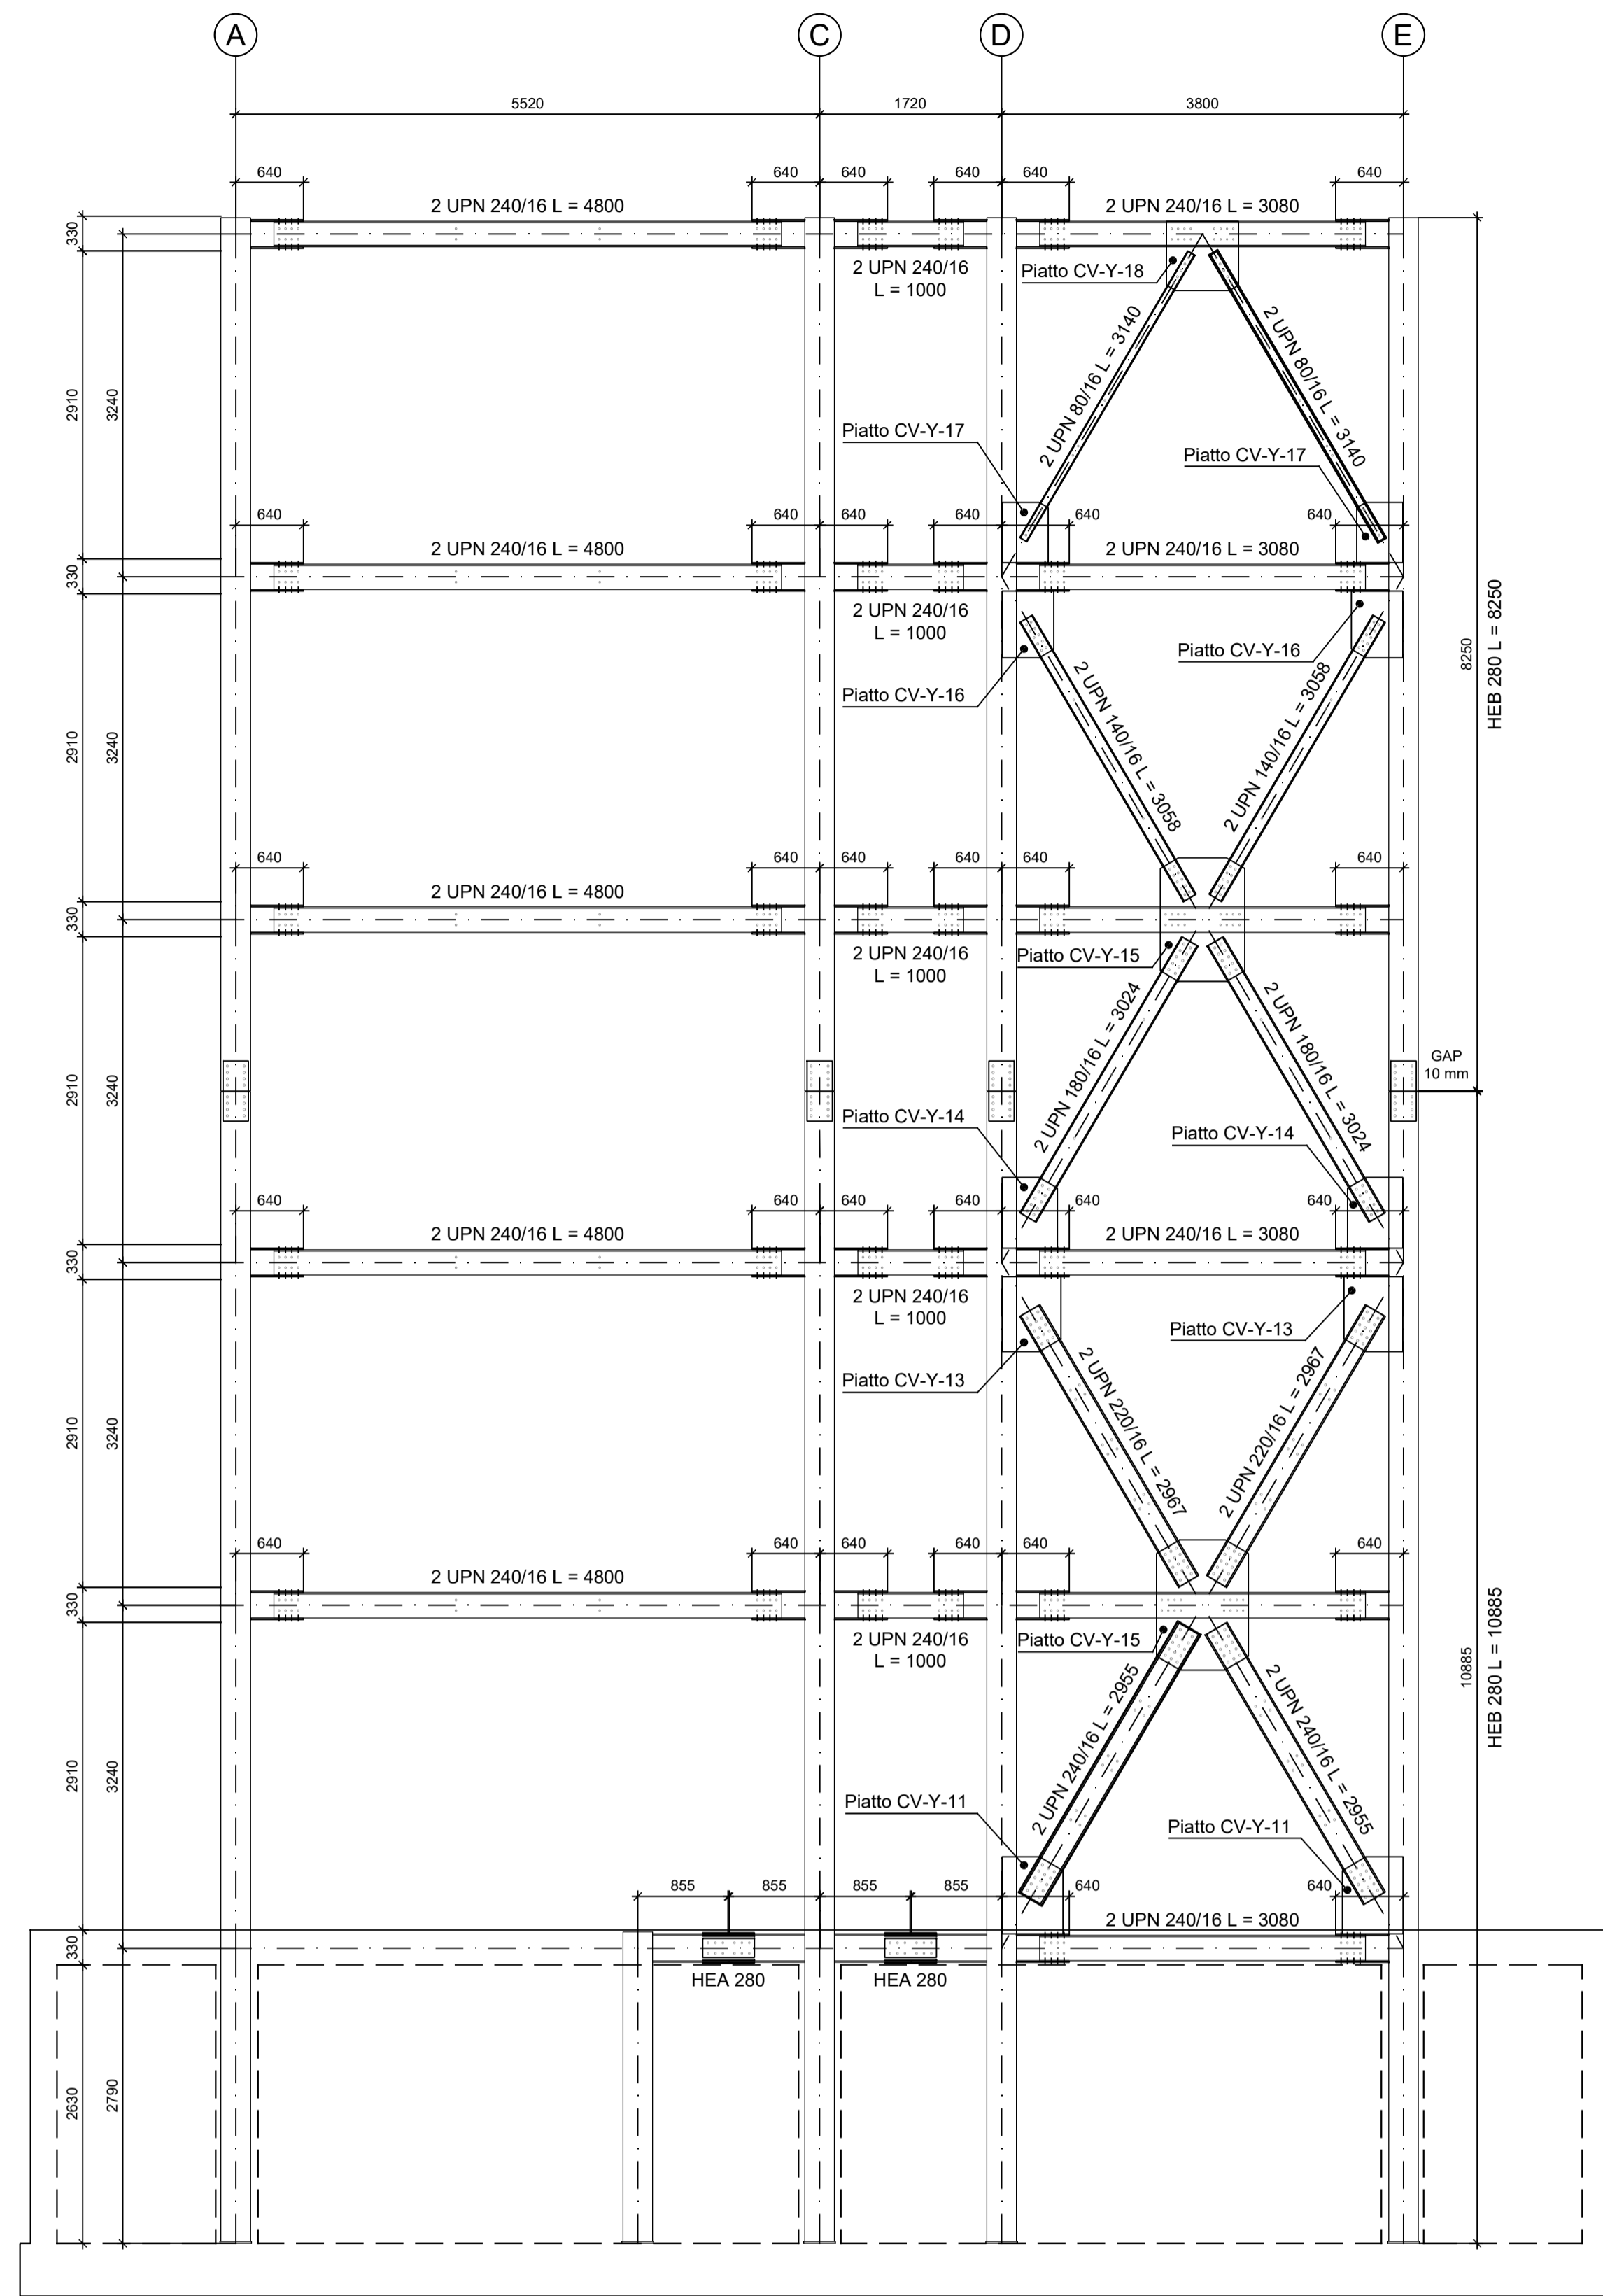 A
C
D
E
5520
1720
3800
640
640
640
640
640
640
2 UPN 240/16 L = 4800
2 UPN 240/16 L = 3080
330
2 UPN 240/16
L = 1000
Piatto CV-Y-18
2 UPN 80/16 L = 3140
2 UPN 80/16 L = 3140
2910
3240
Piatto CV-Y-17
Piatto CV-Y-17
640
640
640
640
640
640
2 UPN 240/16 L = 4800
2 UPN 240/16 L = 3080
330
2 UPN 240/16
L = 1000
HEB 280 L = 8250
8250
Piatto CV-Y-16
Piatto CV-Y-16
2 UPN 140/16 L = 3058
2 UPN 140/16 L = 3058
2910
3240
640
640
640
640
640
640
2 UPN 240/16 L = 4800
330
2 UPN 240/16
L = 1000
Piatto CV-Y-15
2 UPN 180/16 L = 3024
2 UPN 180/16 L = 3024
GAP
10 mm
2910
3240
Piatto CV-Y-14
Piatto CV-Y-14
640
640
640
640
640
640
2 UPN 240/16 L = 4800
2 UPN 240/16 L = 3080
330
2 UPN 240/16
L = 1000
Piatto CV-Y-13
Piatto CV-Y-13
2 UPN 220/16 L = 2967
2 UPN 220/16 L = 2967
2910
3240
640
640
640
640
640
640
2 UPN 240/16 L = 4800
330
2 UPN 240/16
L = 1000
Piatto CV-Y-15
10885
HEB 280 L = 10885
2 UPN 240/16 L = 2955
2 UPN 240/16 L = 2955
2910
3240
Piatto CV-Y-11
Piatto CV-Y-11
855
855
855
855
640
640
2 UPN 240/16 L = 3080
330
HEA 280
HEA 280
2630
2790